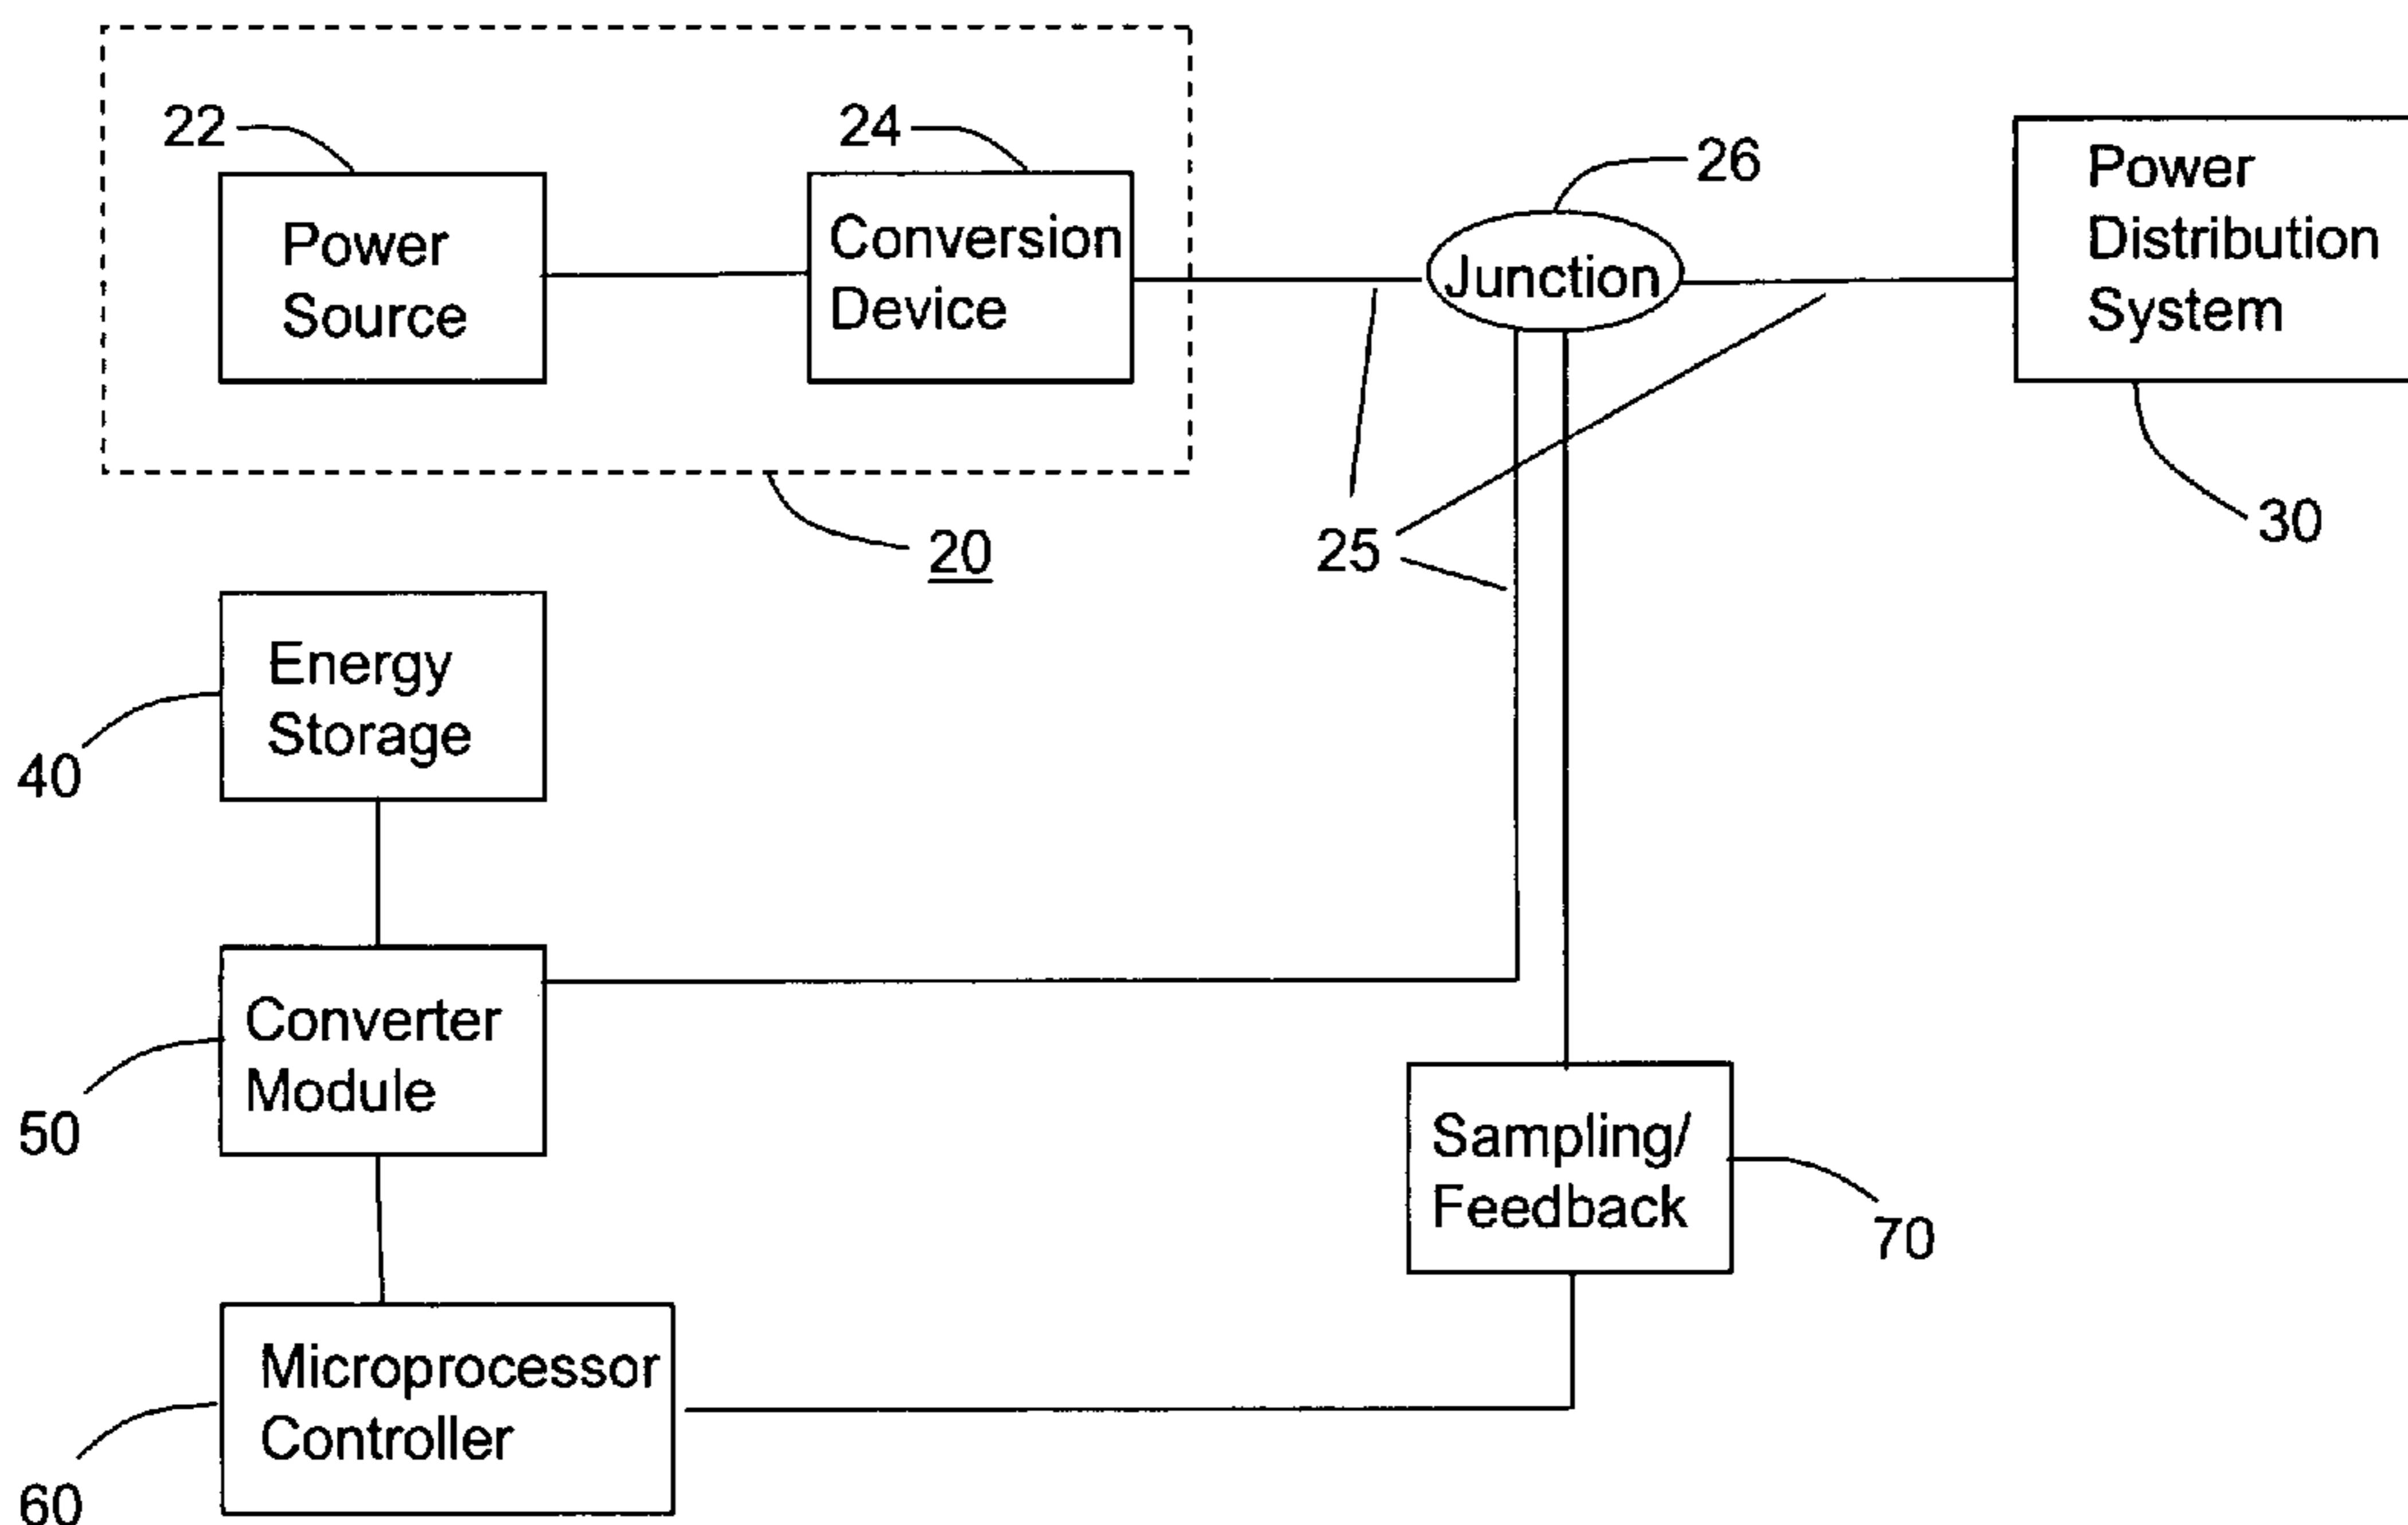 22
24
26
Power
Source
Conversion
Device
Junction
Power
Distribution
System
20
25
30
Energy
Storage
40
Converter
Module
50
Sampling/
Feedback
70
Microprocessor
Controller
60